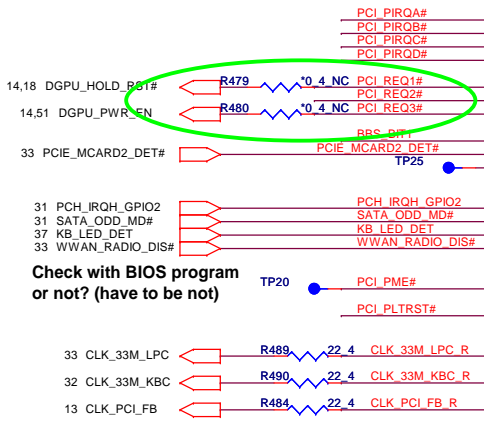 PCI_PIRQA#
PCI_PIRQB#
PCI_PIRQC#
PCI_PIRQD#
14,18 DGPU_HOLD_RST# R479 *0_4_NC PCI_REQ1#
PCI_REQ2#
14,51 DGPU_PWR_EN R480 *0_4_NC PCI_REQ3#
BBS_BIT1
33 PCIE_MCARD2_DET# PCIE_MCARD2_DET#
TP25
31 PCH_IRQH_GPIO2 PCH_IRQH_GPIO2
31 SATA_ODD_MD# SATA_ODD_MD#
37 KB_LED_DET KB_LED_DET
33 WWAN_RADIO_DIS# WWAN_RADIO_DIS#
Check with BIOS program
or not? (have to be not)
TP20 PCI_PME#
PCI_PLTRST#
33 CLK_33M_LPC R489 22_4 CLK_33M_LPC_R
32 CLK_33M_KBC R490 22_4 CLK_33M_KBC_R
13 CLK_PCI_FB R484 22_4 CLK_PCI_FB_R